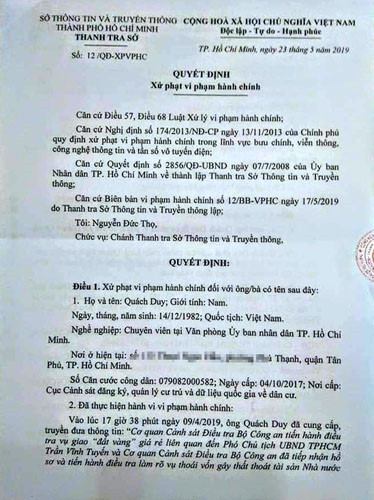 SỞ THÔNG TIN VÀ TRUYỀN THÔNG
THÀNH PHỐ HỒ CHÍ MINH
THANH TRA SỞ
Số: 12/QĐ-XPVPHC
CỘNG HOÀ XÃ HỘI CHỦ NGHĨA VIỆT NAM
Độc lập - Tự do - Hạnh phúc
TP. Hồ Chí Minh, ngày 23 tháng 5 năm 2019
QUYẾT ĐỊNH
Xử phạt vi phạm hành chính
Căn cứ Điều 57, Điều 68 Luật Xử lý vi phạm hành chính;
Căn cứ Nghị định số 174/2013/NĐ-CP ngày 13/11/2013 của Chính phủ
quy định xử phạt vi phạm hành chính trong lĩnh vực bưu chính, viễn thông,
công nghệ thông tin và tần số vô tuyến điện;
Căn cứ Quyết định số 2856/QĐ-UBND ngày 07/7/2008 của Ủy ban
Nhân dân TP. Hồ Chí Minh về thành lập Thanh tra Sở Thông tin và Truyền
thông;
Căn cứ Biên bản vi phạm hành chính số 12/BB-VPHC ngày 17/5/2019
do Thanh tra Sở Thông tin và Truyền thông lập;
Tôi: Nguyễn Đức Thọ,
Chức vụ: Chánh Thanh tra Sở Thông tin và Truyền thông,
QUYẾT ĐỊNH:
Điều 1. Xử phạt vi phạm hành chính đối với ông/bà có tên sau đây:
1. Họ và tên: Quách Duy; Giới tính: Nam.
Ngày, tháng, năm sinh: 14/12/1982; Quốc tịch: Việt Nam.
Nghề nghiệp: Chuyên viên tại Văn phòng Ủy ban nhân dân TP. Hồ Chí
Minh.
Nơi ở hiện tại: số Thạnh, quận Tân
Phú, TP. Hồ Chí Minh.
Số Căn cước công dân: 079082000582; Ngày cấp: 04/10/2017; Nơi cấp:
Cục Cảnh sát đăng ký, quản lý cư trú và dữ liệu quốc gia về dân cư.
2. Đã thực hiện hành vi vi phạm hành chính:
Vào lúc 17 giờ 38 phút ngày 09/4/2019, ông Quách Duy đã cung cấp,
truyền đưa thông tin: "Cơ quan Cảnh sát Điều tra Bộ Công an tiến hành điều
tra vụ giao "đất vàng" giá rẻ liên quan đến Phó Chủ tịch UBND TPHCM
Trần Vĩnh Tuyến và Cơ quan Cảnh sát Điều tra Bộ đã tiếp nhận hồ
sơ và tiến hành điều tra làm rõ vụ thoái vốn gây thất thoát tài sản Nhà nước